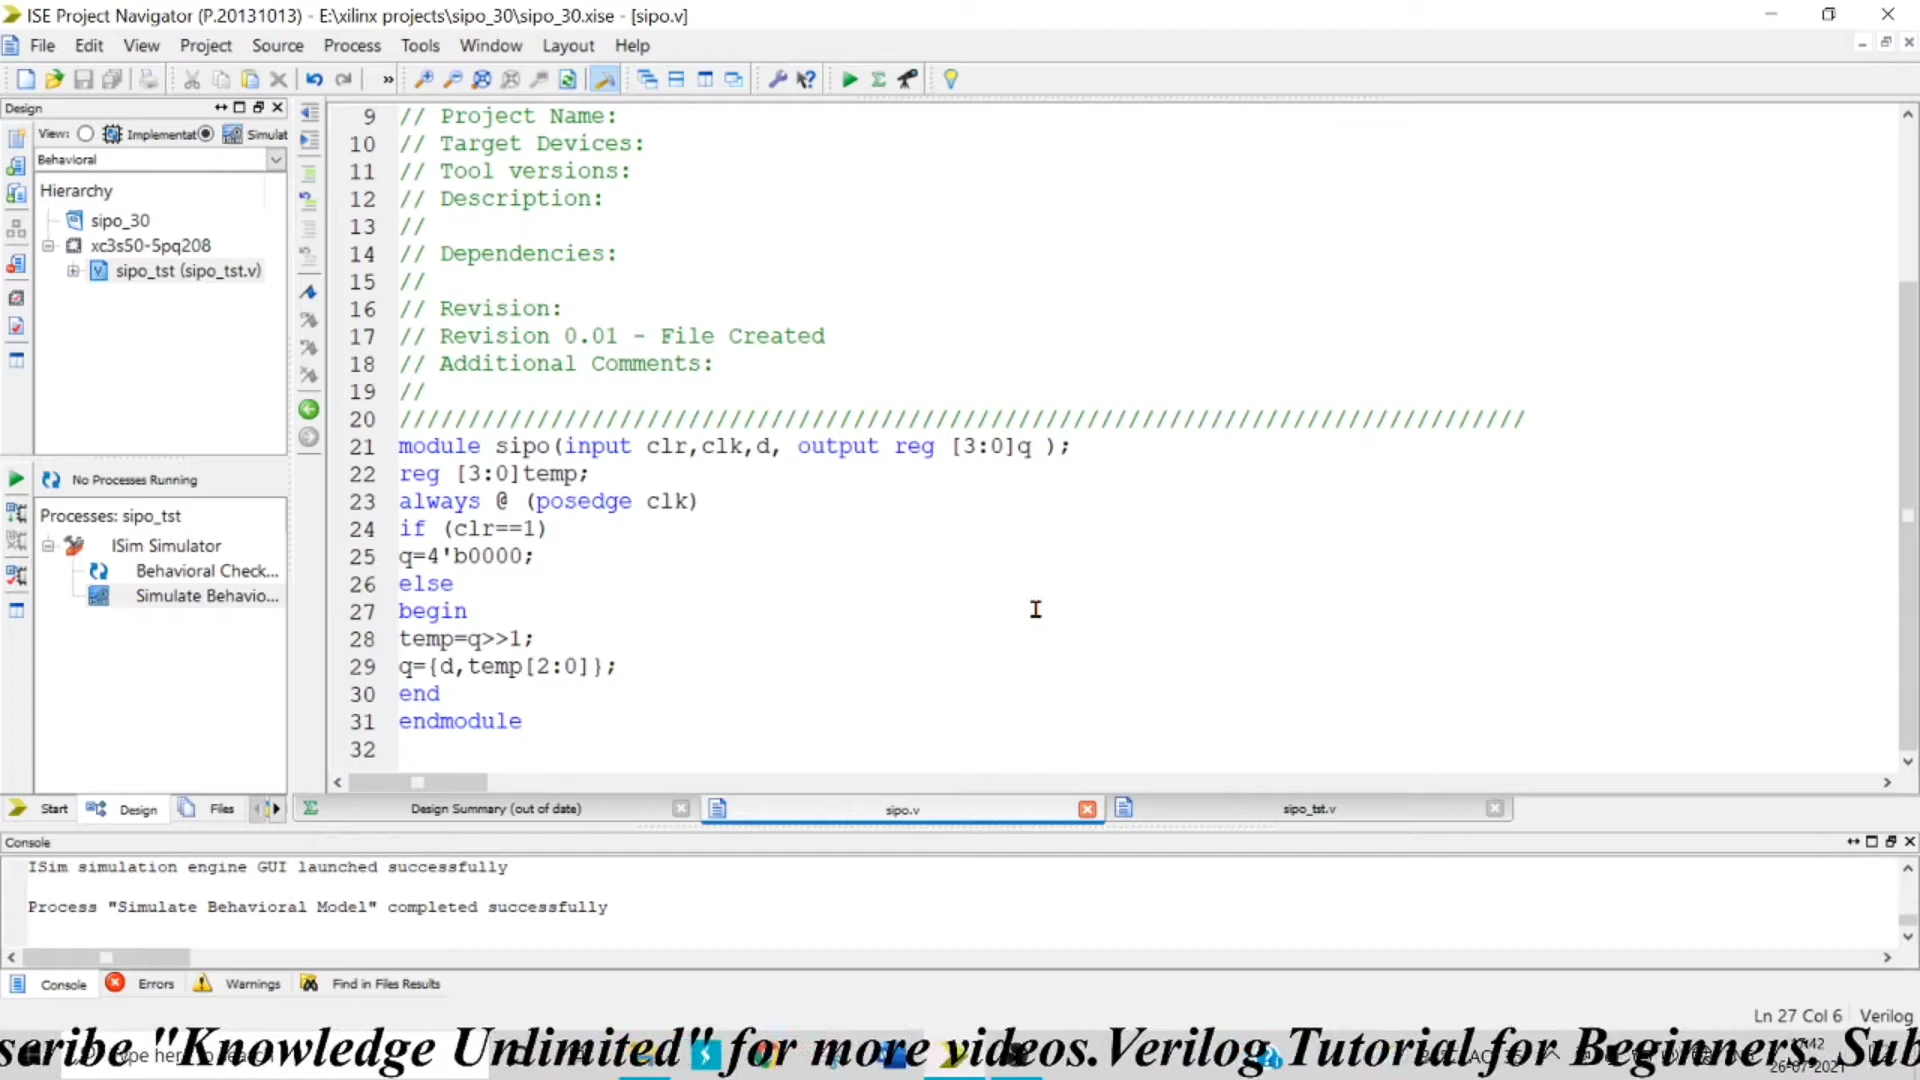 ISE Project Navigator (P.20131013) - E:\xilinx projects\sipo_30\sipo_30.xise - [sipo.v]
File Edit View Project Source Process Tools Window Layout Help
»
Design
View: Implementat Simulat
Behavioral
Hierarchy
sipo_30
xc3s50-5pq208
sipo_tst (sipo_tst.v)
No Processes Running
Processes: sipo_tst
ISim Simulator
Behavioral Check...
Simulate Behavio...
9 // Project Name:
10 // Target Devices:
11 // Tool versions:
12 // Description:
13 //
14 // Dependencies:
15 //
16 // Revision:
17 // Revision 0.01 - File Created
18 // Additional Comments:
19 //
20 //////////////////////////////////////////////////////////////////////////////////
21 module sipo(input clr,clk,d, output reg [3:0]q );
22 reg [3:0]temp;
23 always @ (posedge clk)
24 if (clr==1)
25 q=4'b0000;
26 else
27 begin
28 temp=q>>1;
29 q={d,temp[2:0]};
30 end
31 endmodule
32
Start Design Files
Design Summary (out of date) sipo.v sipo_tst.v
Console
ISim simulation engine GUI launched successfully
Process "Simulate Behavioral Model" completed successfully
Console Errors Warnings Find in Files Results
Ln 27 Col 6 Verilog
scribe "Knowledge Unlimited" for more videos.Verilog Tutorial for Beginners. Sub